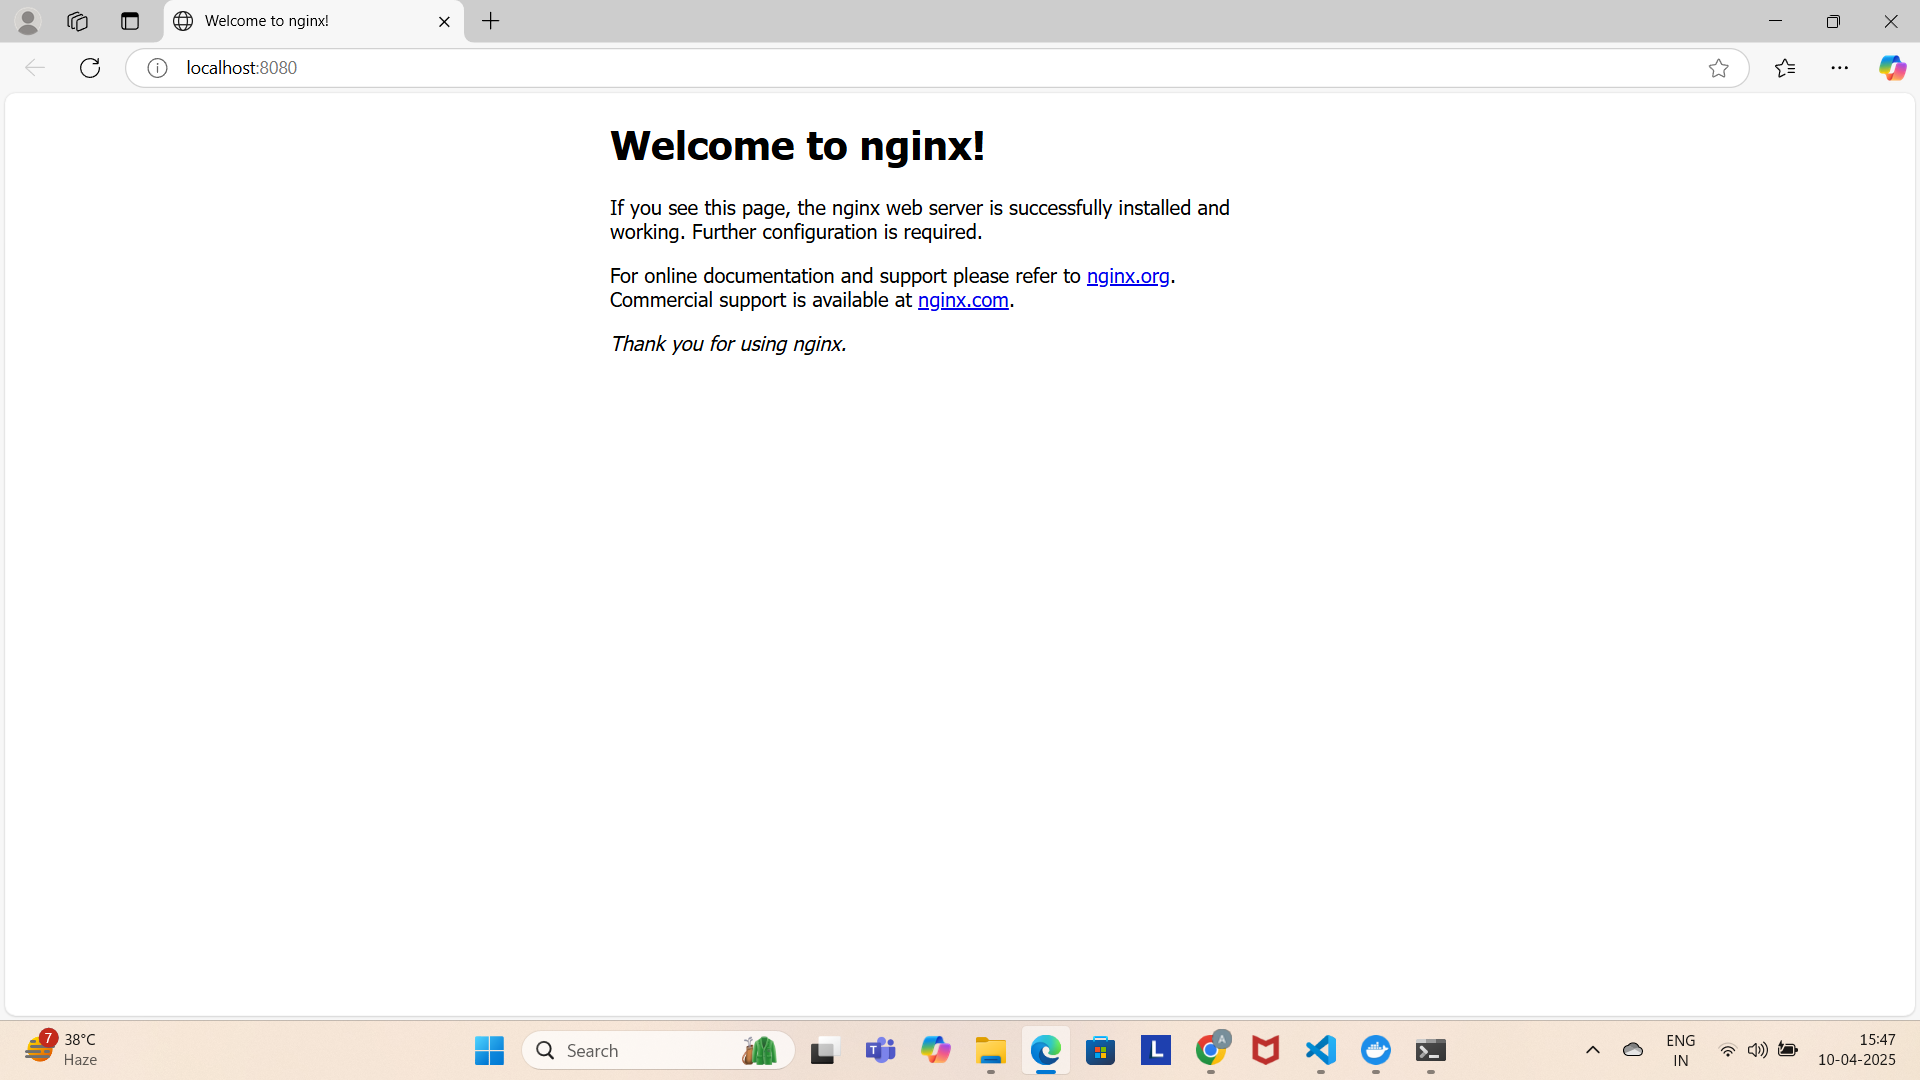 Welcome to nginx!
localhost:8080
Welcome to nginx!
If you see this page, the nginx web server is successfully installed and
working. Further configuration is required.
For online documentation and support please refer to nginx.org.
Commercial support is available at nginx.com.
Thank you for using nginx.
7
38°C
Haze
Search
T
L
A
ENG
IN
15:47
10-04-2025